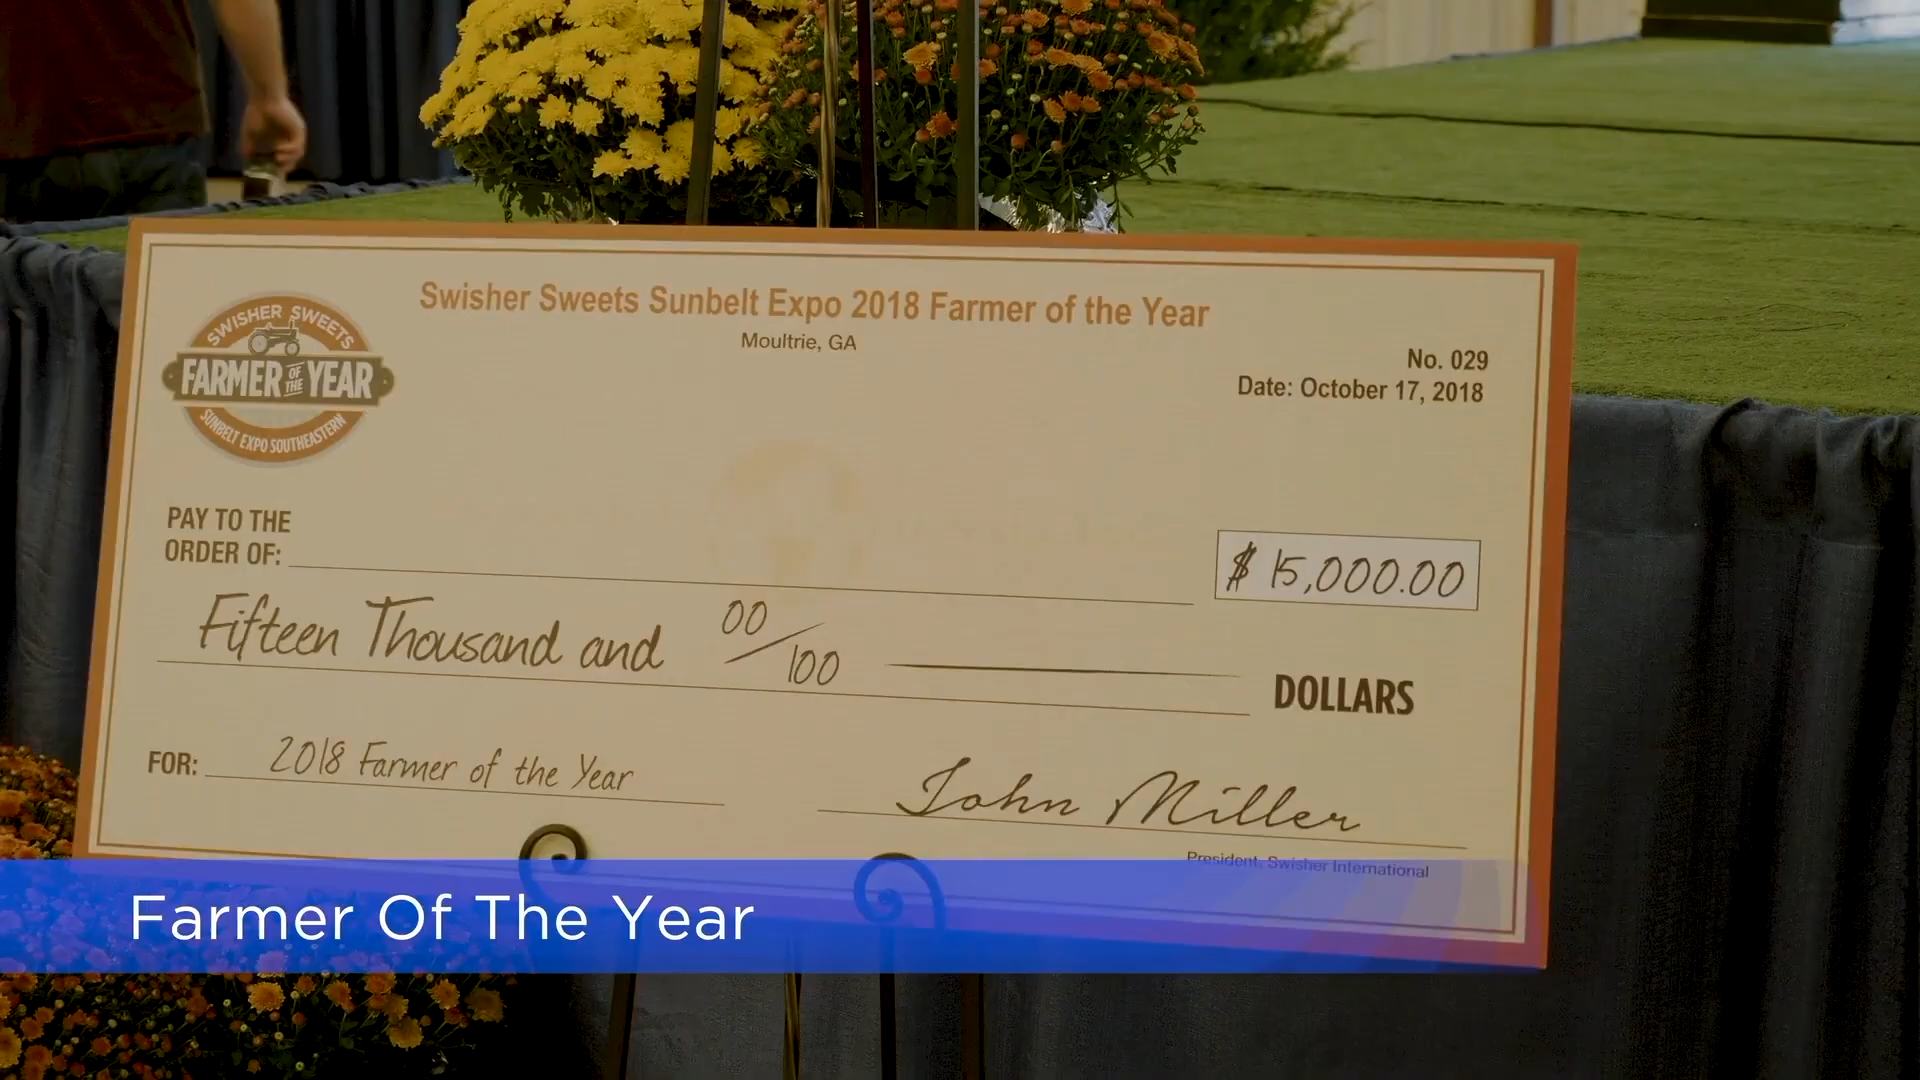 Swisher Sweets Sunbelt Expo 2018 Farmer of the Year
Moultrie, GA
SWISHER SWEETS
FARMER OF THE YEAR
SUNBELT EXPO SOUTHEASTERN
No. 029
Date: October 17, 2018
PAY TO THE
ORDER OF:
$ 15,000.00
Fifteen Thousand and 00/100
DOLLARS
FOR: 2018 Farmer of the Year
John Miller
President, Swisher International
Farmer Of The Year